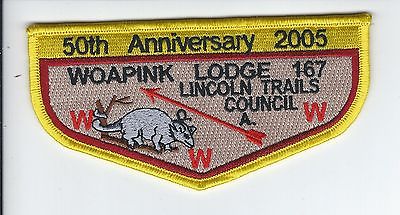 50th Anniversary 2005
WOAPINK LODGE 167
LINCOLN TRAILS
COUNCIL
A.
W
W
W